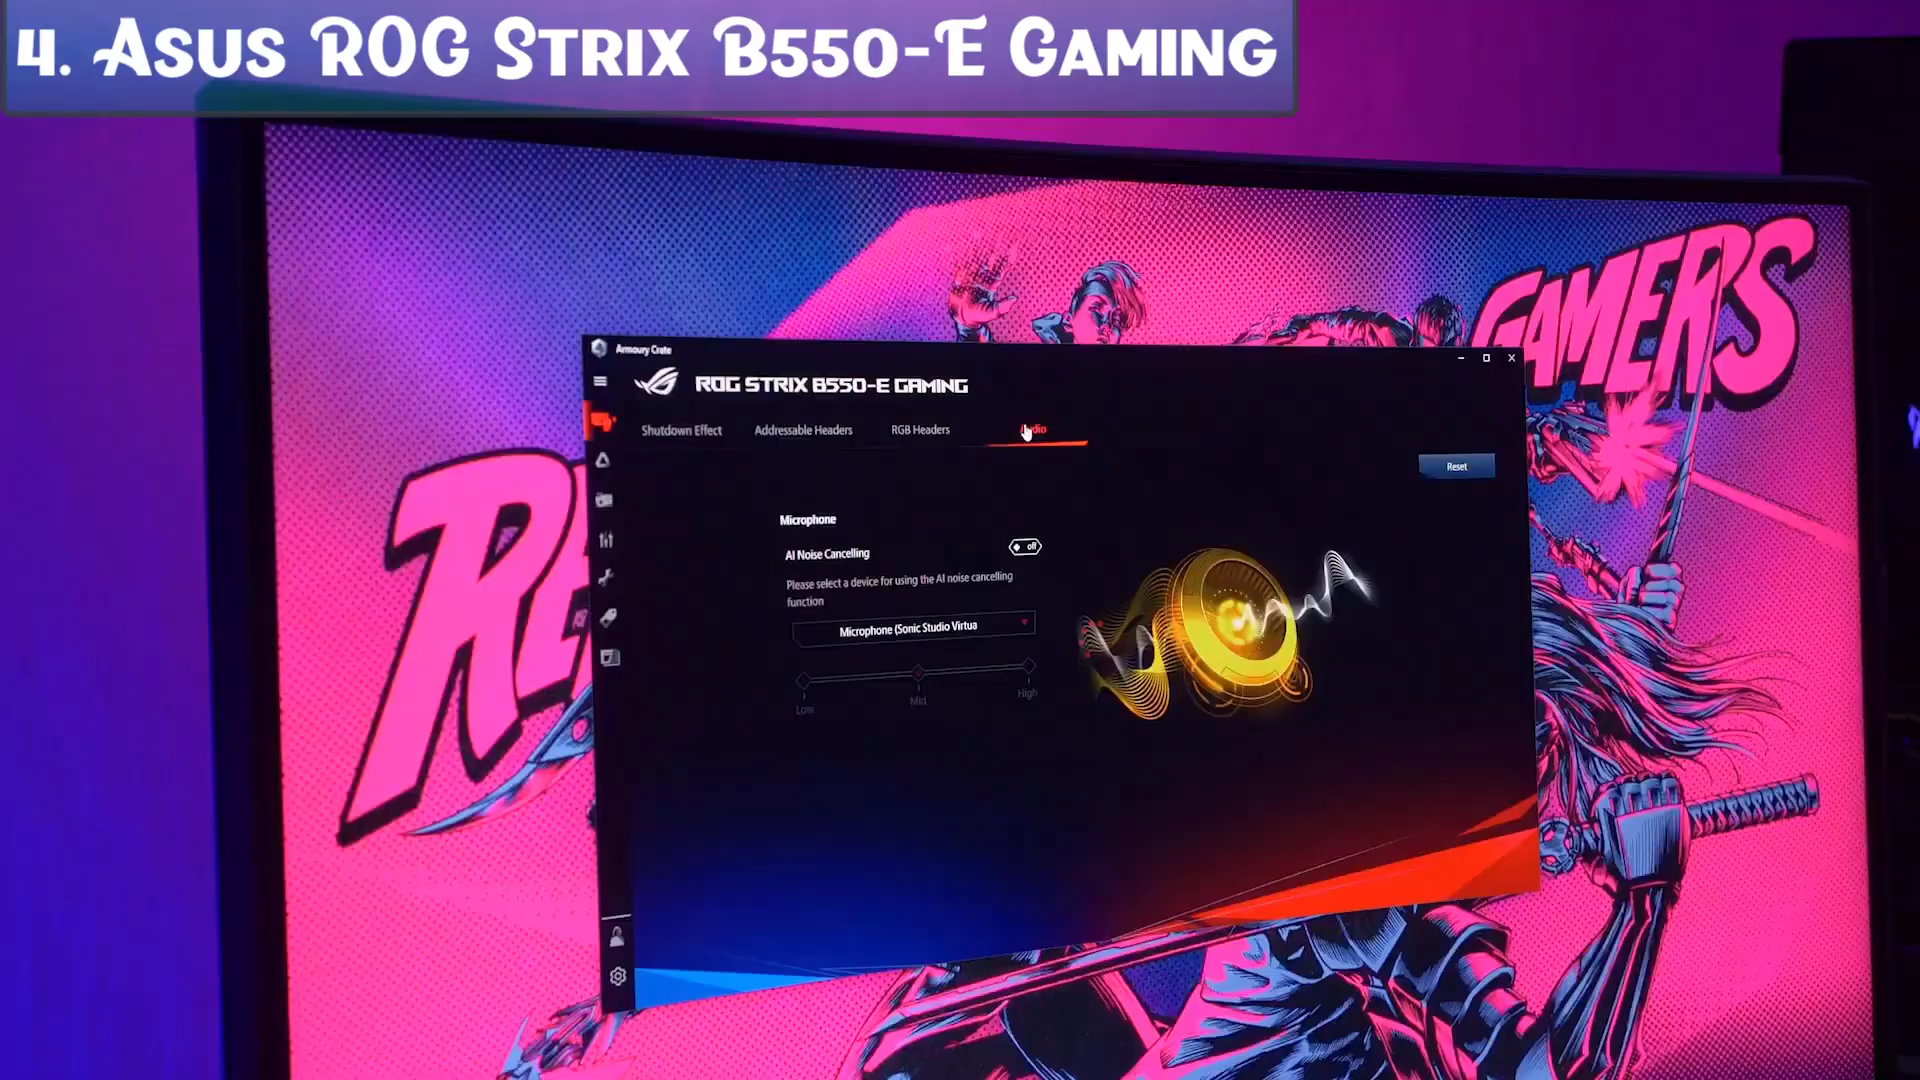 4. Asus ROG Strix B550-E Gaming
GAMERS
Armoury Crate
ROG STRIX B550-E GAMING
Shutdown Effect
Addressable Headers
RGB Headers
Reset
Microphone
AI Noise Cancelling
off
Please select a device for using the AI noise cancelling
function
Microphone (Sonic Studio Virtua
Low
Mid
High